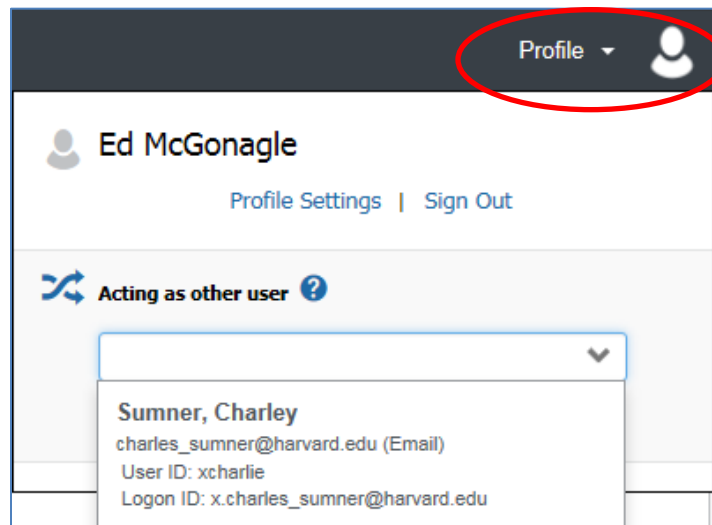 Profile
Ed McGonagle
Profile Settings | Sign Out
Acting as other user ?
Sumner, Charley
charles_sumner@harvard.edu (Email)
User ID: xcharlie
Logon ID: x.charles_sumner@harvard.edu